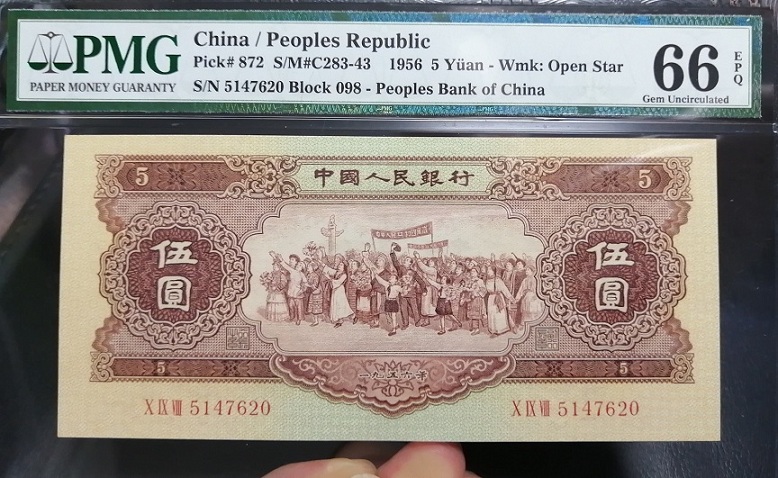 PMG
PAPER MONEY GUARANTY
China / Peoples Republic
Pick# 872 S/M#C283-43 1956 5 Yüan - Wmk: Open Star
S/N 5147620 Block 098 - Peoples Bank of China
66
EPQ
Gem Uncirculated
5
中國人民銀行
5
伍圓
伍圓
5
一九五六年
5
X IX VIII 5147620
X IX VIII 5147620